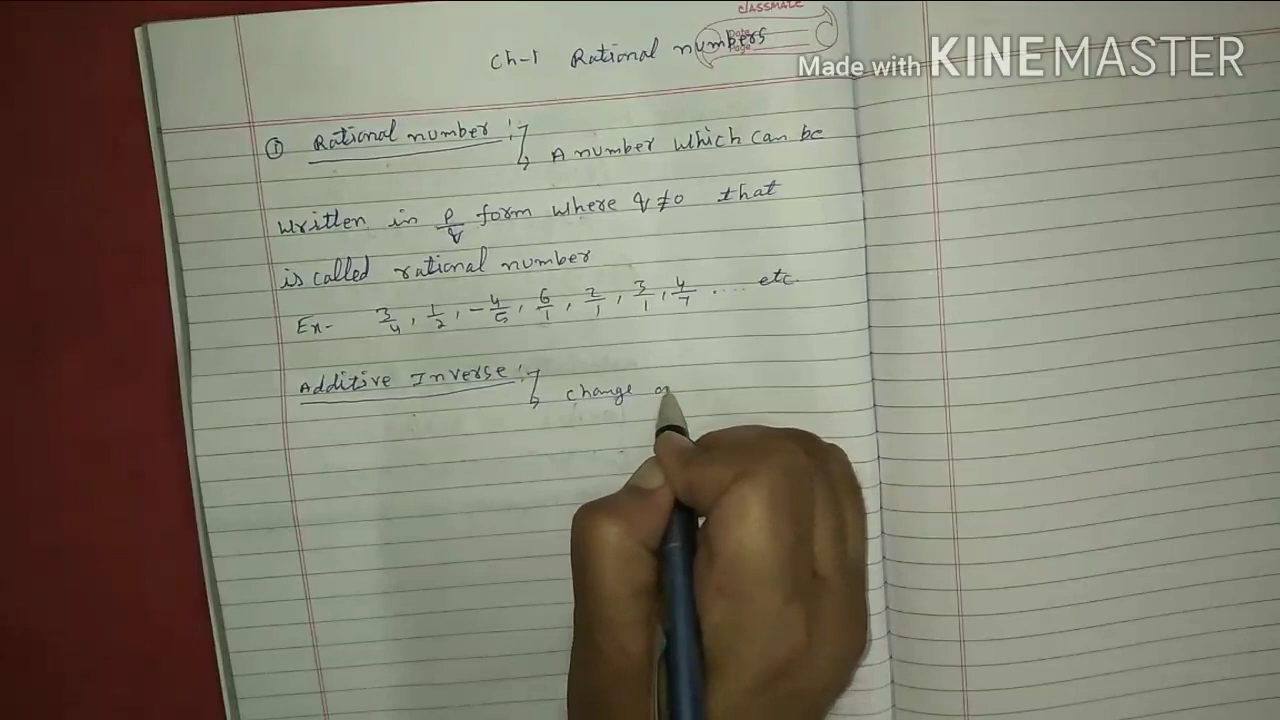 classmate
Ch-1 Rational numbers
Made with KINEMASTER
① Rational number :→ A number which can be
written in p/q form where q≠0 that
is called rational number
Ex- 3/4, 1/2, -4/5, 6/1, 2/1, 3/1, 4/7 .... etc.
Additive Inverse :→ change